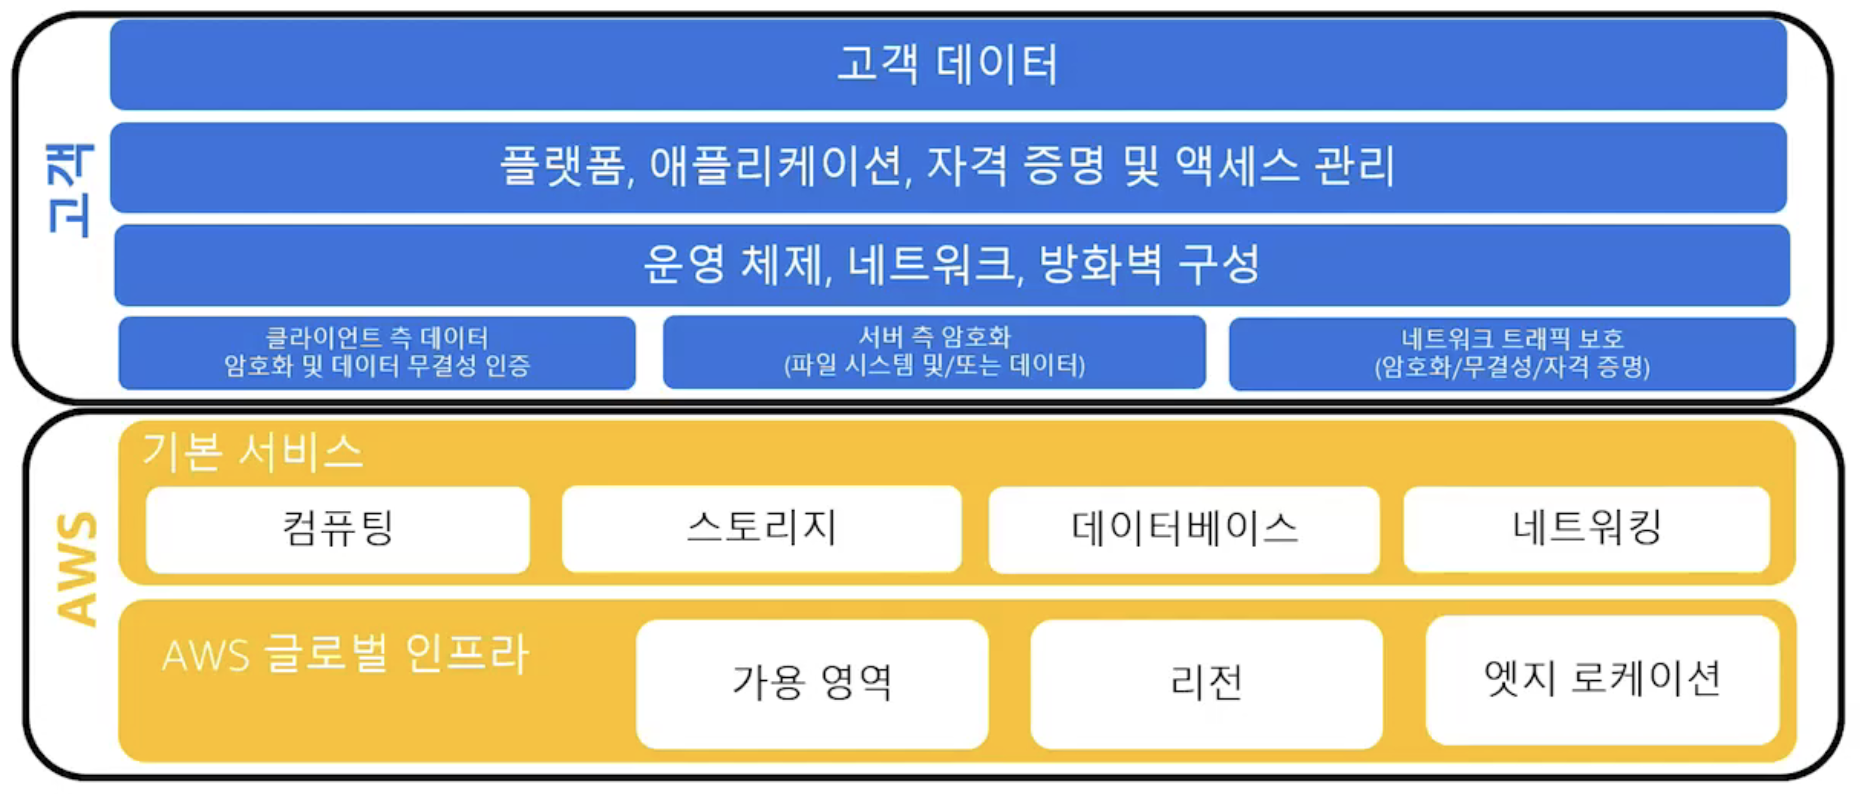 고객
고객 데이터
플랫폼, 애플리케이션, 자격 증명 및 액세스 관리
운영 체제, 네트워크, 방화벽 구성
클라이언트 측 데이터
암호화 및 데이터 무결성 인증
서버 측 암호화
(파일 시스템 및/또는 데이터)
네트워크 트래픽 보호
(암호화/무결성/자격 증명)
AWS
기본 서비스
컴퓨팅
스토리지
데이터베이스
네트워킹
AWS 글로벌 인프라
가용 영역
리전
엣지 로케이션